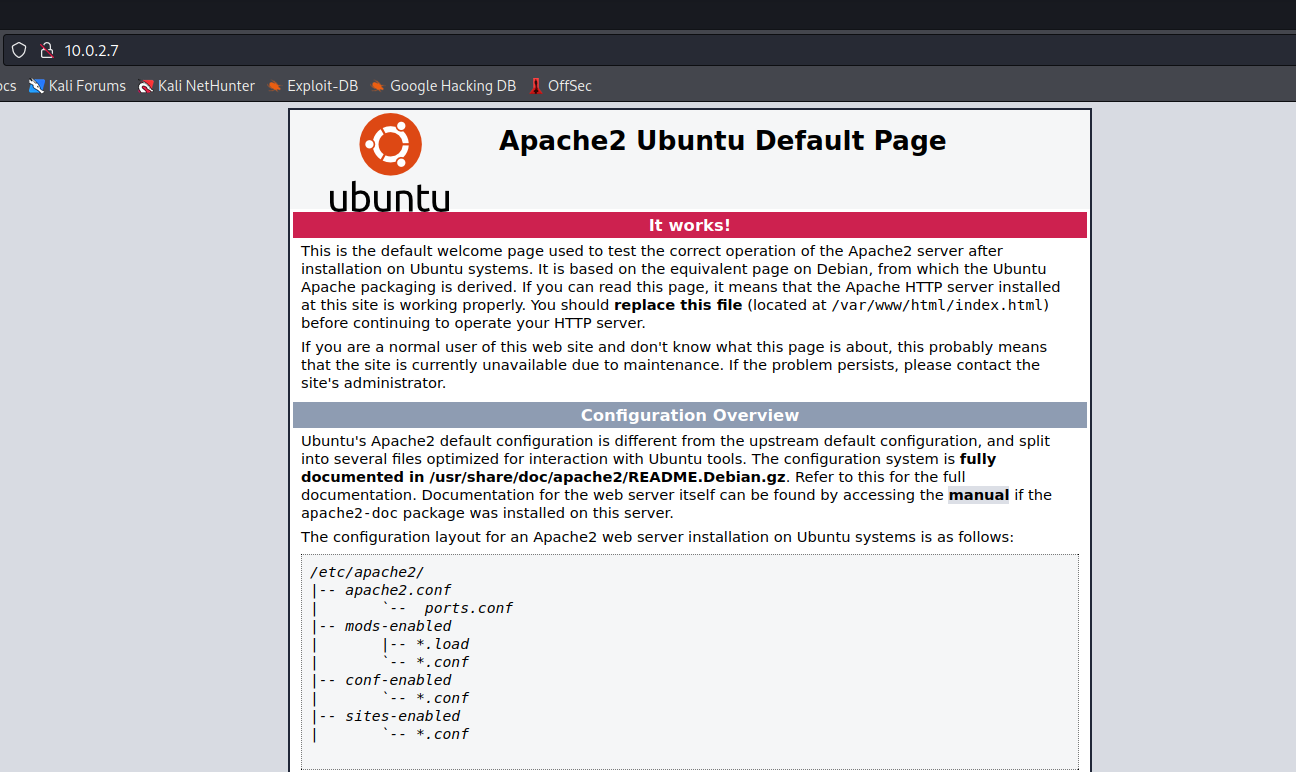 10.0.2.7
ocs Kali Forums Kali NetHunter Exploit-DB Google Hacking DB OffSec
ubuntu
Apache2 Ubuntu Default Page
It works!
This is the default welcome page used to test the correct operation of the Apache2 server after
installation on Ubuntu systems. It is based on the equivalent page on Debian, from which the Ubuntu
Apache packaging is derived. If you can read this page, it means that the Apache HTTP server installed
at this site is working properly. You should replace this file (located at /var/www/html/index.html)
before continuing to operate your HTTP server.
If you are a normal user of this web site and don't know what this page is about, this probably means
that the site is currently unavailable due to maintenance. If the problem persists, please contact the
site's administrator.
Configuration Overview
Ubuntu's Apache2 default configuration is different from the upstream default configuration, and split
into several files optimized for interaction with Ubuntu tools. The configuration system is fully
documented in /usr/share/doc/apache2/README.Debian.gz. Refer to this for the full
documentation. Documentation for the web server itself can be found by accessing the manual if the
apache2-doc package was installed on this server.
The configuration layout for an Apache2 web server installation on Ubuntu systems is as follows:
/etc/apache2/
|-- apache2.conf
|       `--  ports.conf
|-- mods-enabled
|       |-- *.load
|       `-- *.conf
|-- conf-enabled
|       `-- *.conf
|-- sites-enabled
|       `-- *.conf